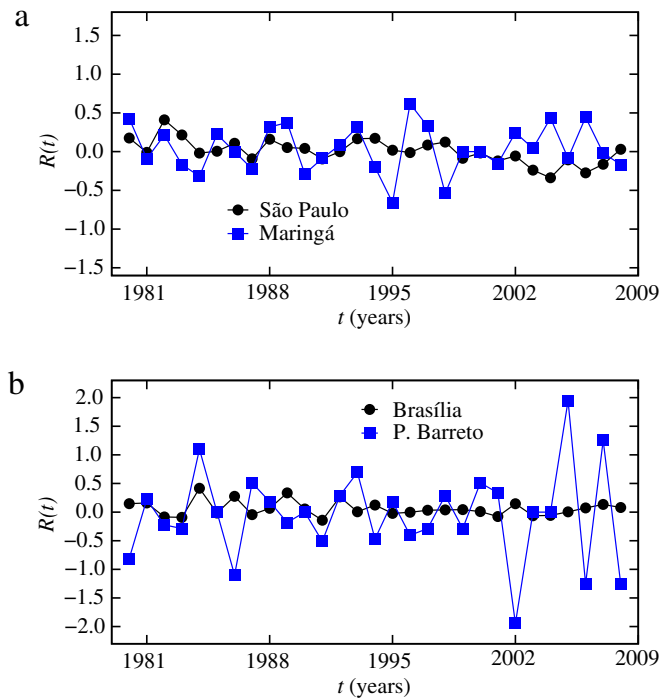 a
1.5
1.0
0.5
0.0
−0.5
−1.0
−1.5
R(t)
São Paulo
Maringá
1981 1988 1995 2002 2009
t (years)
b
2.0
1.5
1.0
0.5
0.0
−0.5
−1.0
−1.5
−2.0
R(t)
Brasília
P. Barreto
1981 1988 1995 2002 2009
t (years)